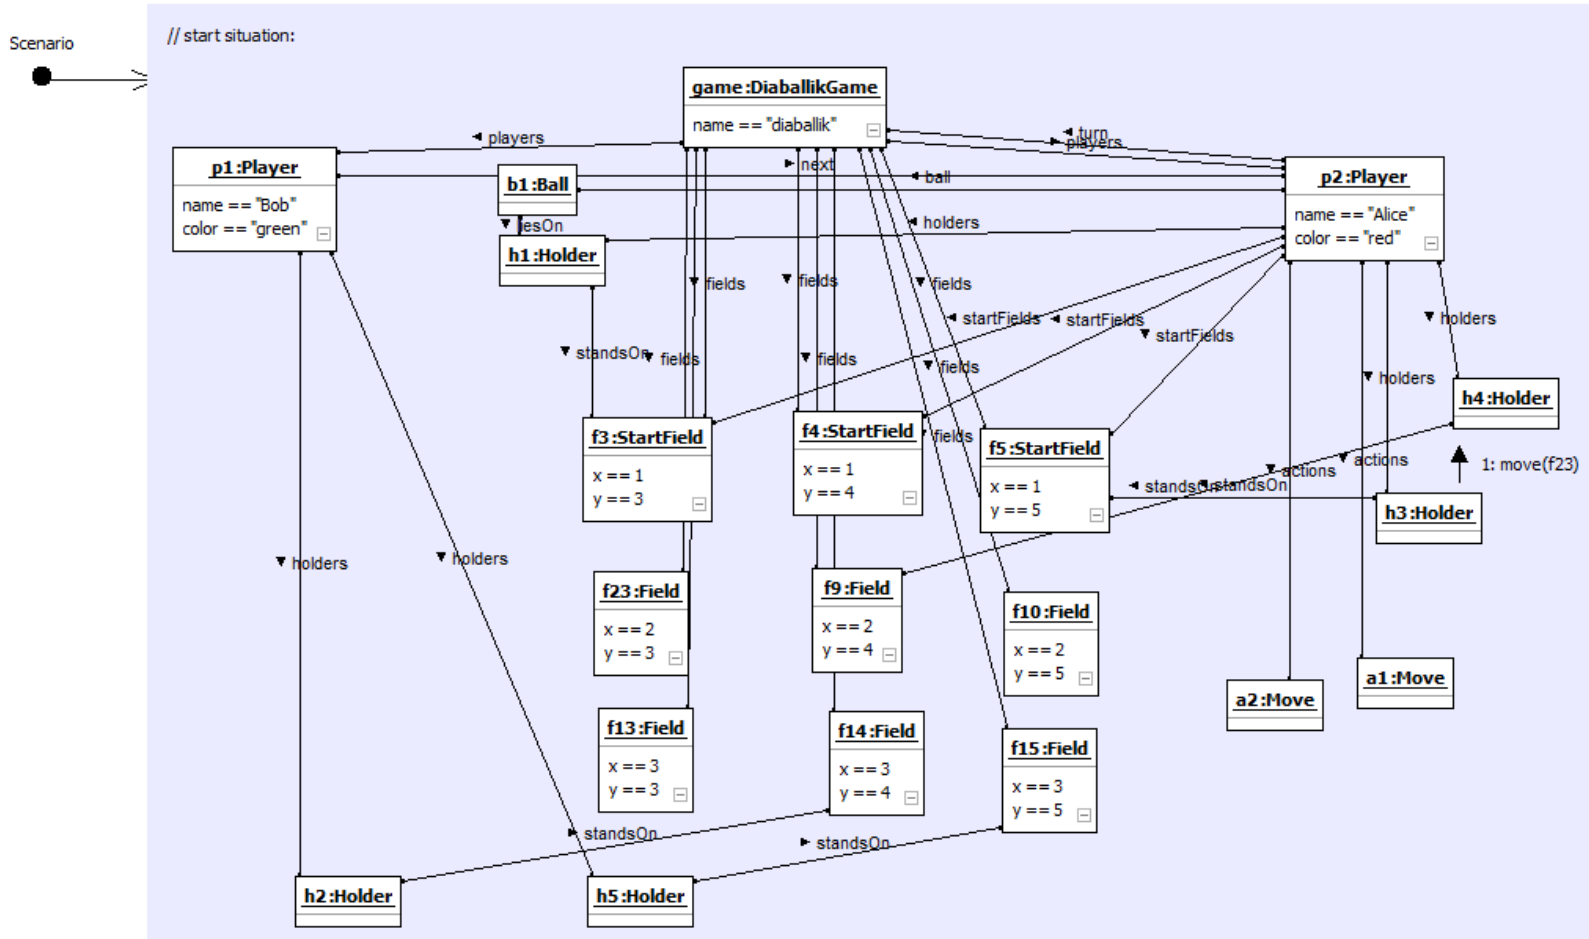 Scenario
// start situation:
game :DiaballikGame
name == "diaballik"
players
turn
players
next
p1 :Player
name == "Bob"
color == "green"
b1 :Ball
ball
p2 :Player
name == "Alice"
color == "red"
iesOn
holders
h1 :Holder
fields
fields
fields
startFields
startFields
startFields
holders
standsOn
fields
fields
fields
holders
h4 :Holder
f3 :StartField
x == 1
y == 3
f4 :StartField
x == 1
y == 4
fields
f5 :StartField
x == 1
y == 5
actions
actions
1: move(f23)
standsOn
standsOn
h3 :Holder
holders
holders
f23 :Field
x == 2
y == 3
f9 :Field
x == 2
y == 4
f10 :Field
x == 2
y == 5
a2 :Move
a1 :Move
f13 :Field
x == 3
y == 3
f14 :Field
x == 3
y == 4
f15 :Field
x == 3
y == 5
standsOn
standsOn
h2 :Holder
h5 :Holder